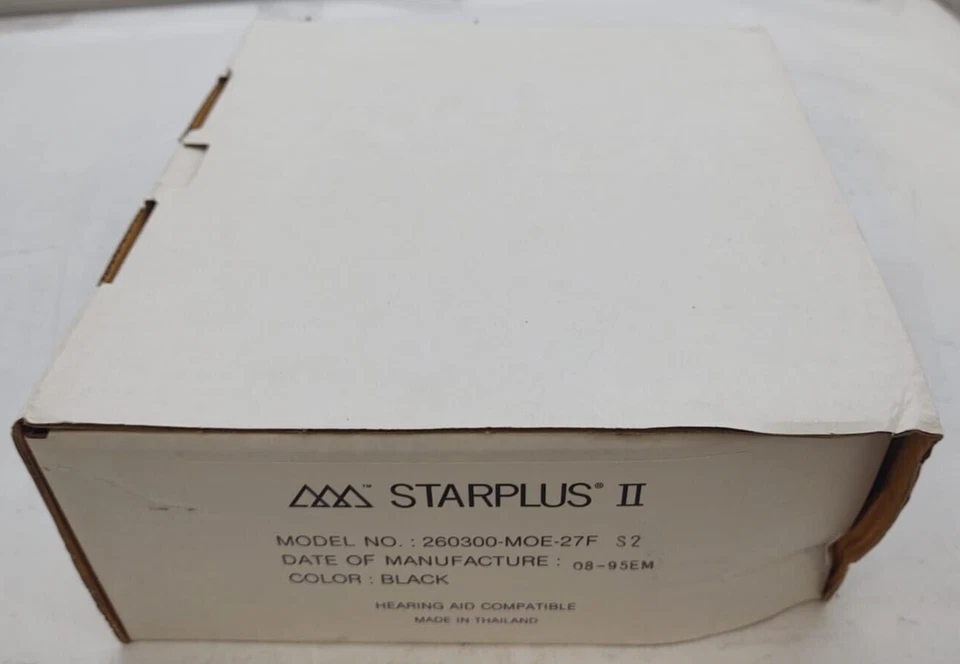 ™ STARPLUS® II
MODEL NO. : 260300-MOE-27F S2
DATE OF MANUFACTURE : 08-95EM
COLOR : BLACK
HEARING AID COMPATIBLE
MADE IN THAILAND